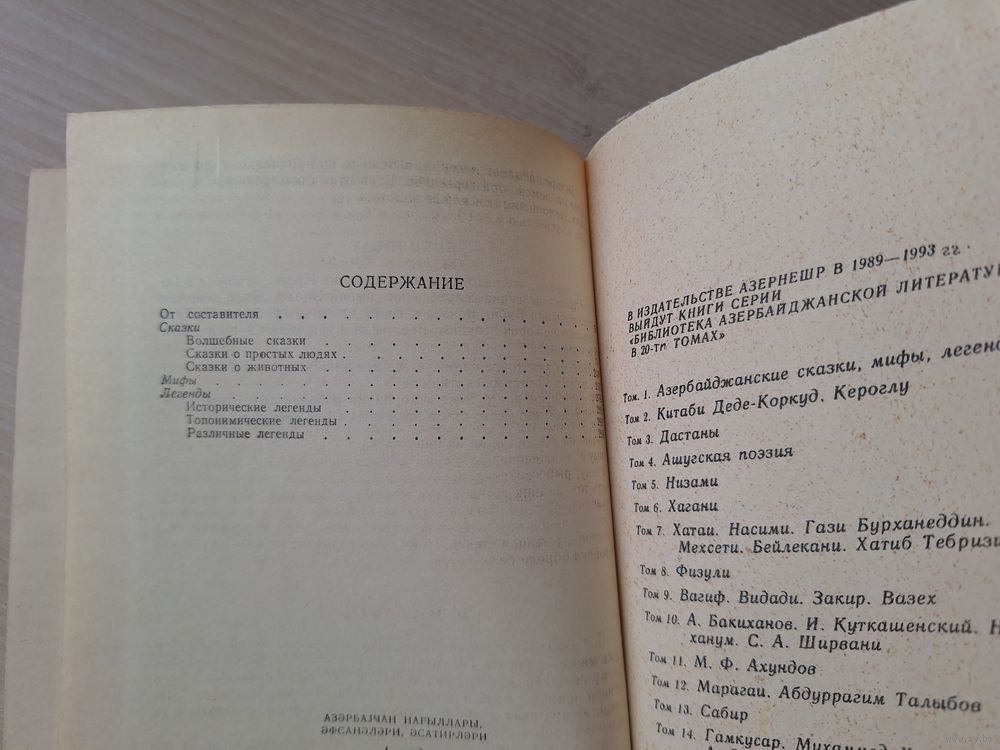 СОДЕРЖАНИЕ
От составителя
Сказки
Волшебные сказки
Сказки о простых людях
Сказки о животных
Мифы
Легенды
Исторические легенды
Топонимические легенды
Различные легенды
АЗӘРБАЈҸАН НАҒЫЛЛАРЫ,
ӘФСАНӘЛӘРИ, ӘСАТИРЛӘРИ
В ИЗДАТЕЛЬСТВЕ АЗЕРНЕШР В 1989—1993 гг.
ВЫЙДУТ КНИГИ СЕРИИ
«БИБЛИОТЕКА АЗЕРБАЙДЖАНСКОЙ ЛИТЕРАТУ
В 20-ти ТОМАХ»
Том. 1. Азербайджанские сказки, мифы, леген
Том 2. Китаби Деде-Коркуд. Кероглу
Том 3. Дастаны
Том 4. Ашугская поэзия
Том 5. Низами
Том 6. Хагани
Том 7. Хатаи. Насими. Гази Бурханеддин.
Мехсети. Бейлекани. Хатиб Тебризи
Том 8. Физули
Том 9. Вагиф. Видади. Закир. Вазех
Том 10. А. Бакиханов. И. Куткашенский. Н
ханум. С. А. Ширвани
Том 11. М. Ф. Ахундов
Том 12. Марагаи. Абдуррагим Талыбов
Том 13. Сабир
Том 14. Гамкусар.